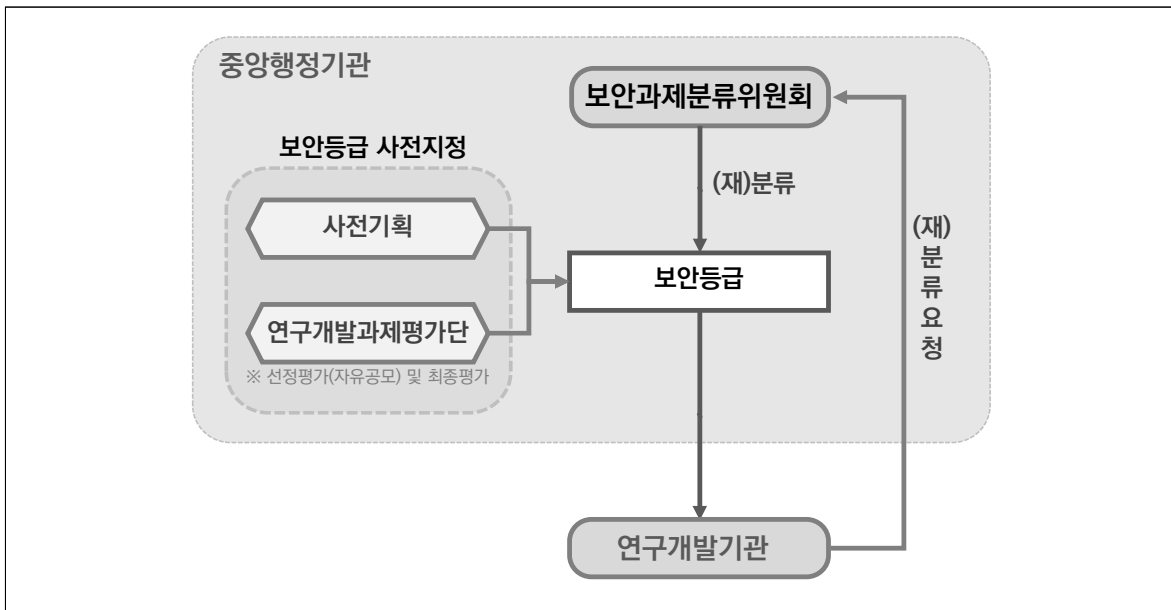 중앙행정기관
보안과제분류위원회
보안등급 사전지정
(재)분류
사전기획
(재)
분
류
요
청
보안등급
연구개발과제평가단
※ 선정평가(자유공모) 및 최종평가
연구개발기관